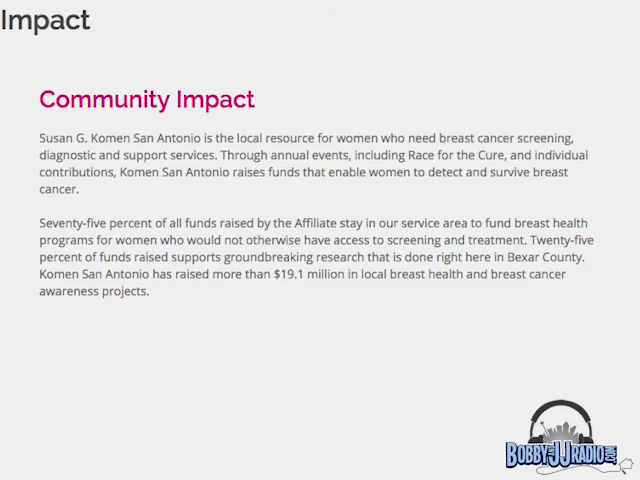 Impact
Community Impact
Susan G. Komen San Antonio is the local resource for women who need breast cancer screening,
diagnostic and support services. Through annual events, including Race for the Cure, and individual
contributions, Komen San Antonio raises funds that enable women to detect and survive breast
cancer.
Seventy-five percent of all funds raised by the Affiliate stay in our service area to fund breast health
programs for women who would not otherwise have access to screening and treatment. Twenty-five
percent of funds raised supports groundbreaking research that is done right here in Bexar County.
Komen San Antonio has raised more than $19.1 million in local breast health and breast cancer
awareness projects.
BOBBY JJRADIO.COM